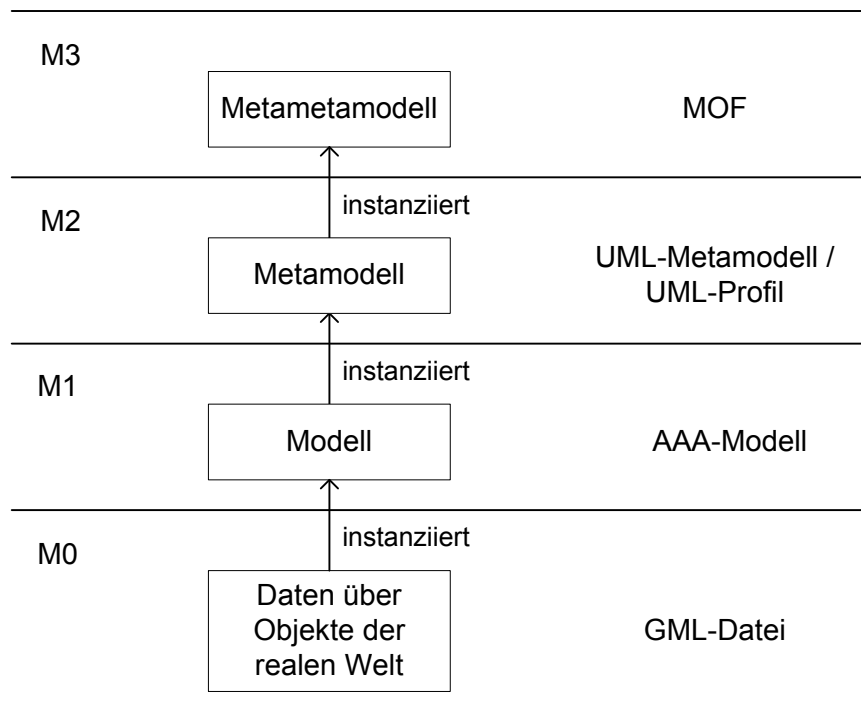 M3
Metametamodell
MOF
instanziiert
M2
Metamodell
UML-Metamodell /
UML-Profil
instanziiert
M1
Modell
AAA-Modell
instanziiert
M0
Daten über
Objekte der
realen Welt
GML-Datei